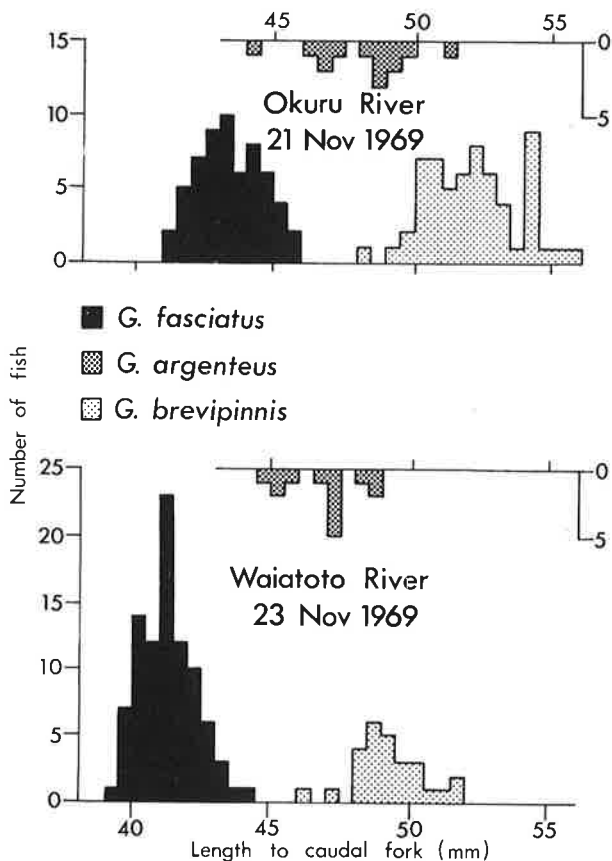 45 50 55
15 0
10 5
5
0
Okuru River
21 Nov 1969
G. fasciatus
G. argenteus
G. brevipinnis
Number of fish
25 0
20 5
15
10
5
0
Waiatoto River
23 Nov 1969
40 45 50 55
Length to caudal fork (mm)